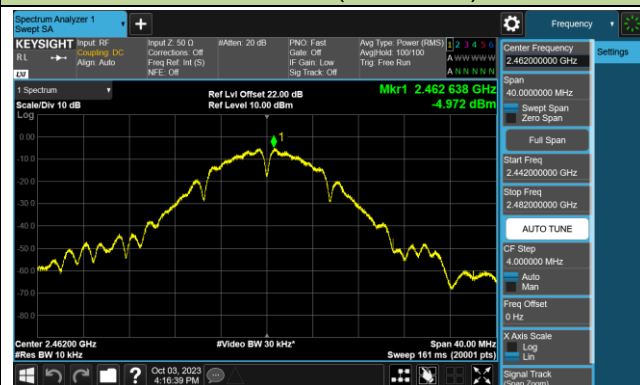 Spectrum Analyzer 1
Swept SA
Frequency
KEYSIGHT
Input: RF
Coupling: DC
Align: Auto
Input Z: 50 Ω
Corrections: Off
Freq Ref: Int (S)
NFE: Off
#Atten: 20 dB
PNO: Fast
Gate: Off
IF Gain: Low
Sig Track: Off
Avg Type: Power (RMS)
Avg|Hold: 100/100
Trig: Free Run
1 2 3 4 5 6
A W W W W W
A N N N N N
R L
LXI
1 Spectrum
Scale/Div 10 dB
Log
Ref Lvl Offset 22.00 dB
Ref Level 10.00 dBm
Mkr1 2.462 638 GHz
-4.972 dBm
1
0.00
-10.0
-20.0
-30.0
-40.0
-50.0
-60.0
-70.0
-80.0
Center 2.46200 GHz
#Res BW 10 kHz
#Video BW 30 kHz*
Span 40.00 MHz
Sweep 161 ms (20001 pts)
Oct 03, 2023
4:16:39 PM
Center Frequency
2.462000000 GHz
Settings
Span
40.0000000 MHz
Swept Span
Zero Span
Full Span
Start Freq
2.442000000 GHz
Stop Freq
2.482000000 GHz
AUTO TUNE
CF Step
4.000000 MHz
Auto
Man
Freq Offset
0 Hz
X Axis Scale
Log
Lin
Signal Track
(Span Zoom)